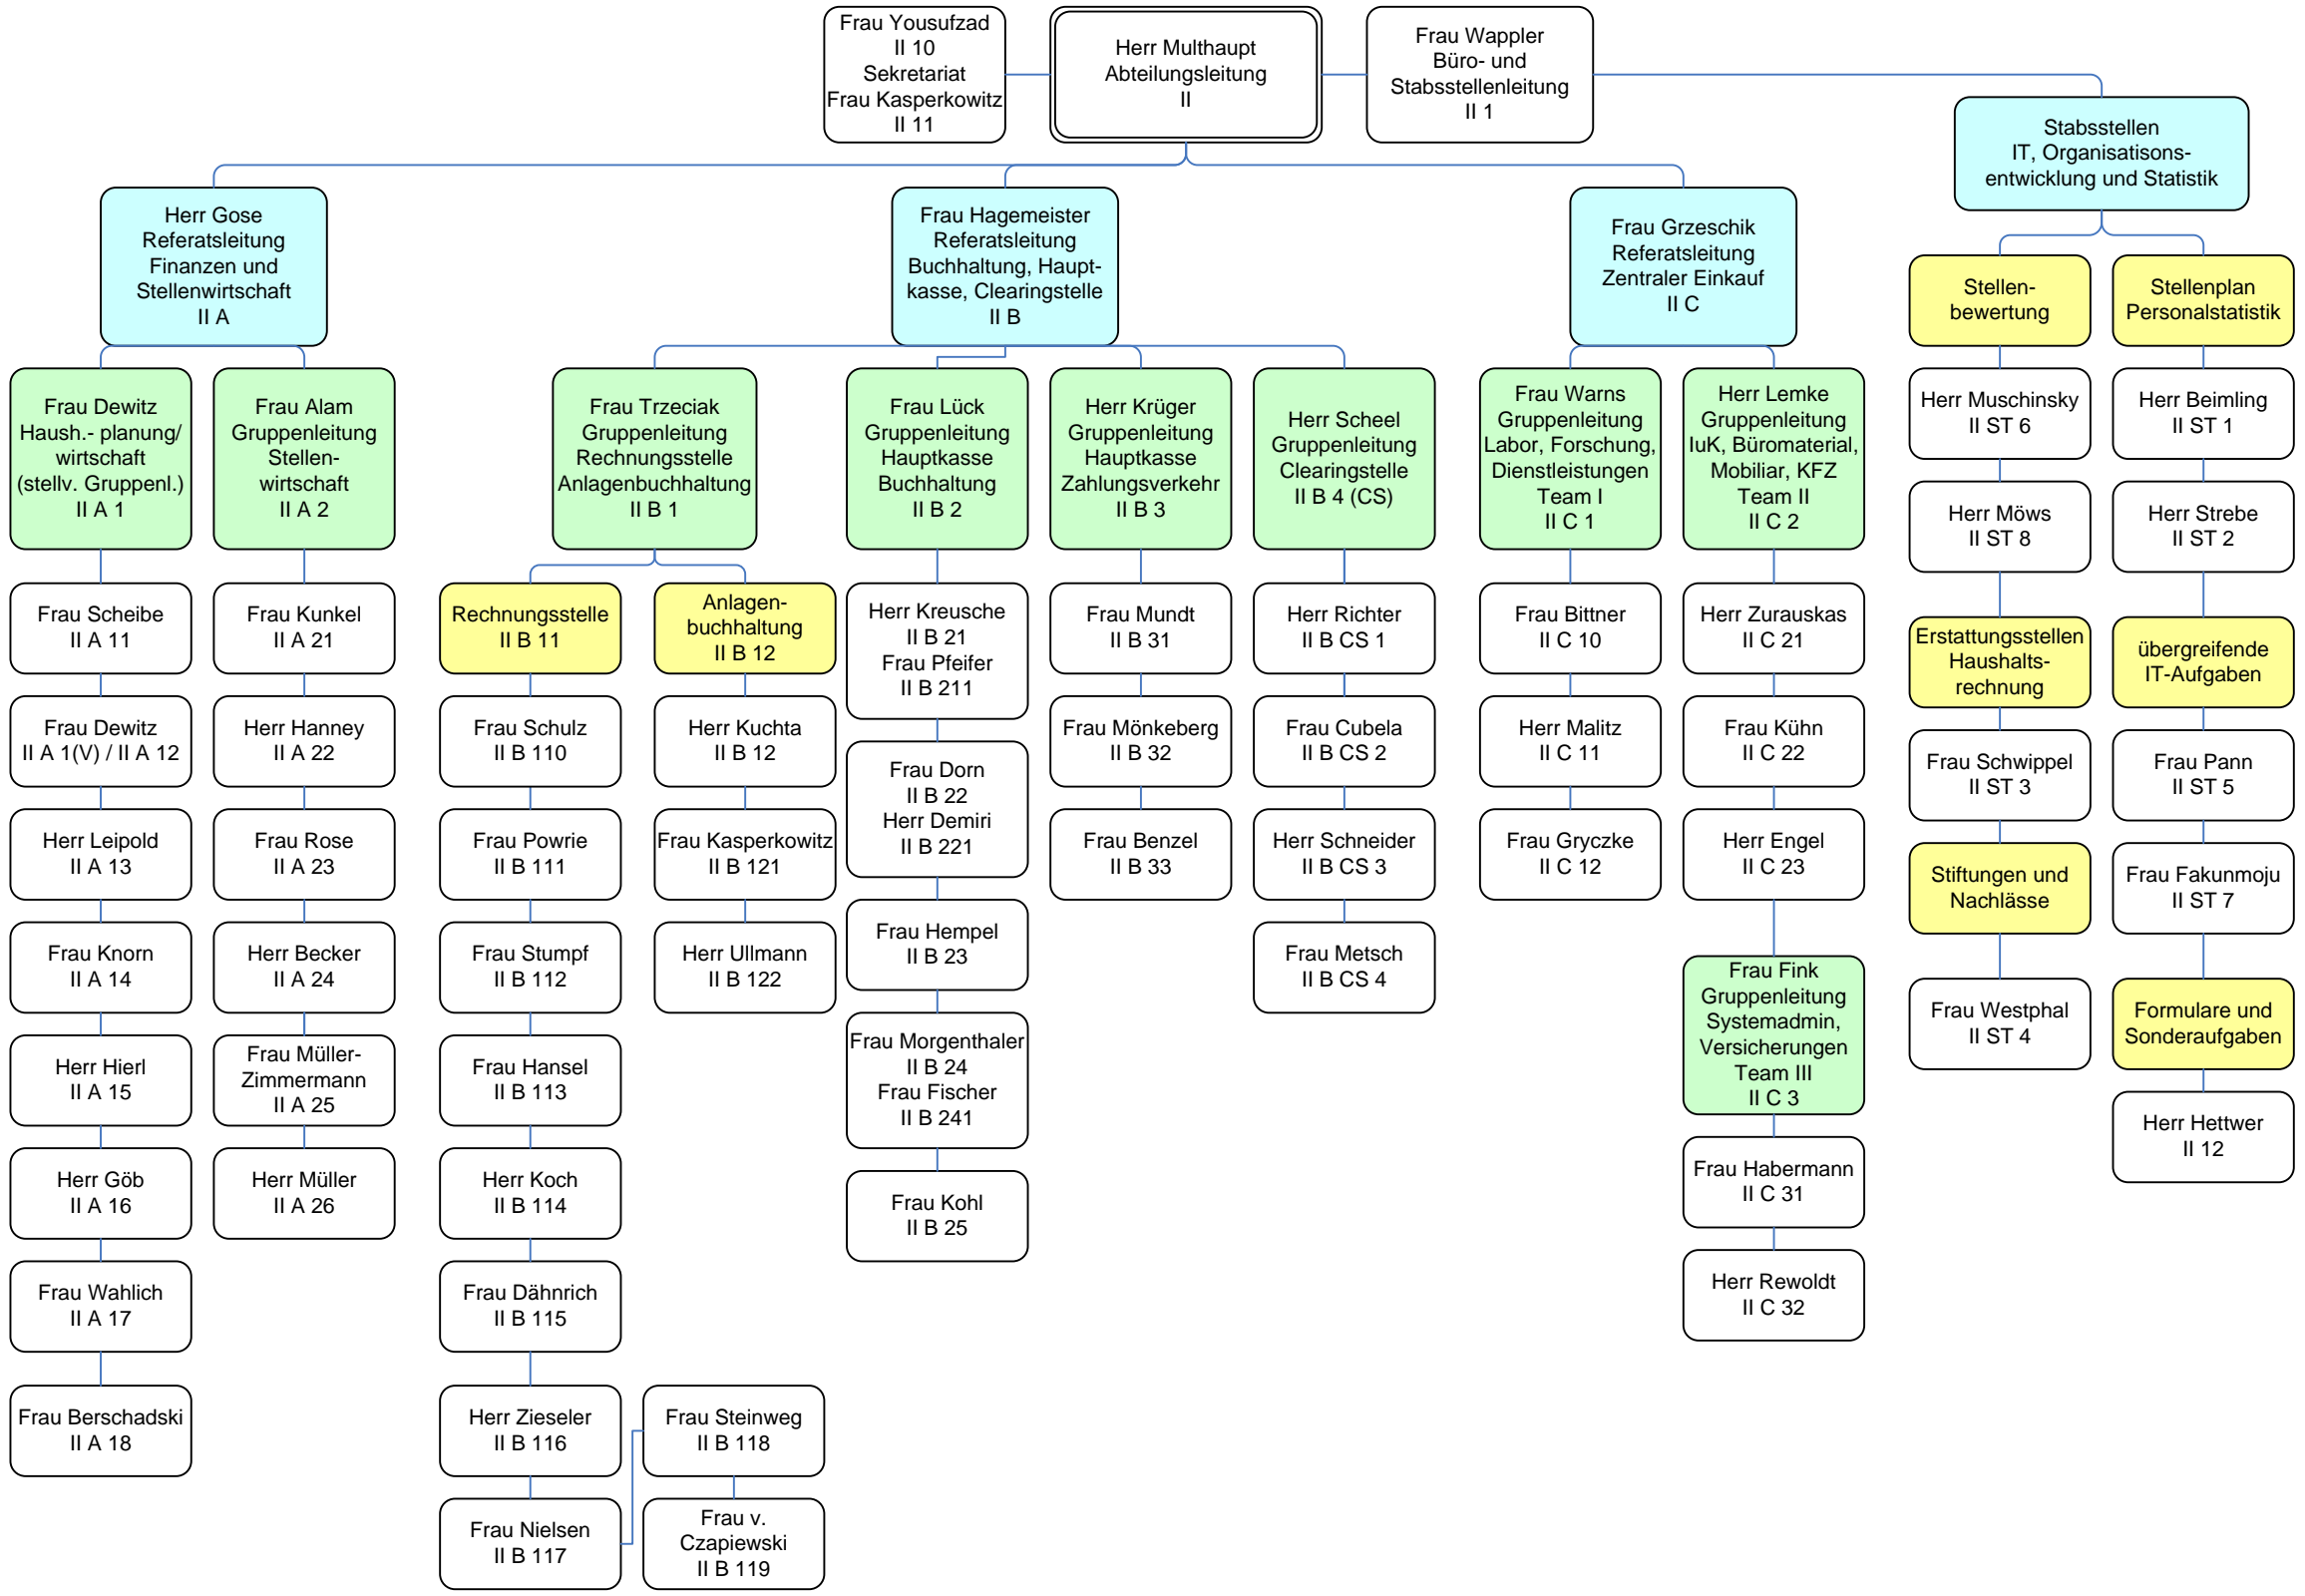 Frau Yousufzad
II 10
Sekretariat
Frau Kasperkowitz
II 11
Herr Multhaupt
Abteilungsleitung
II
Frau Wappler
Büro- und
Stabsstellenleitung
II 1
Stabsstellen
IT, Organisatisons-
entwicklung und Statistik
Herr Gose
Referatsleitung
Finanzen und
Stellenwirtschaft
II A
Frau Hagemeister
Referatsleitung
Buchhaltung, Haupt-
kasse, Clearingstelle
II B
Frau Grzeschik
Referatsleitung
Zentraler Einkauf
II C
Stellen-
bewertung
Stellenplan
Personalstatistik
Frau Dewitz
Haush.- planung/
wirtschaft
(stellv. Gruppenl.)
II A 1
Frau Alam
Gruppenleitung
Stellen-
wirtschaft
II A 2
Frau Trzeciak
Gruppenleitung
Rechnungsstelle
Anlagenbuchhaltung
II B 1
Frau Lück
Gruppenleitung
Hauptkasse
Buchhaltung
II B 2
Herr Krüger
Gruppenleitung
Hauptkasse
Zahlungsverkehr
II B 3
Herr Scheel
Gruppenleitung
Clearingstelle
II B 4 (CS)
Frau Warns
Gruppenleitung
Labor, Forschung,
Dienstleistungen
Team I
II C 1
Herr Lemke
Gruppenleitung
IuK, Büromaterial,
Mobiliar, KFZ
Team II
II C 2
Herr Muschinsky
II ST 6
Herr Beimling
II ST 1
Herr Möws
II ST 8
Herr Strebe
II ST 2
Frau Scheibe
II A 11
Frau Kunkel
II A 21
Rechnungsstelle
II B 11
Anlagen-
buchhaltung
II B 12
Herr Kreusche
II B 21
Frau Pfeifer
II B 211
Frau Mundt
II B 31
Herr Richter
II B CS 1
Frau Bittner
II C 10
Herr Zurauskas
II C 21
Erstattungsstellen
Haushalts-
rechnung
übergreifende
IT-Aufgaben
Frau Dewitz
II A 1(V) / II A 12
Herr Hanney
II A 22
Frau Schulz
II B 110
Herr Kuchta
II B 12
Frau Dorn
II B 22
Herr Demiri
II B 221
Frau Mönkeberg
II B 32
Frau Cubela
II B CS 2
Herr Malitz
II C 11
Frau Kühn
II C 22
Frau Schwippel
II ST 3
Frau Pann
II ST 5
Herr Leipold
II A 13
Frau Rose
II A 23
Frau Powrie
II B 111
Frau Kasperkowitz
II B 121
Frau Benzel
II B 33
Herr Schneider
II B CS 3
Frau Gryczke
II C 12
Herr Engel
II C 23
Stiftungen und
Nachlässe
Frau Fakunmoju
II ST 7
Frau Knorn
II A 14
Herr Becker
II A 24
Frau Stumpf
II B 112
Herr Ullmann
II B 122
Frau Hempel
II B 23
Frau Metsch
II B CS 4
Frau Fink
Gruppenleitung
Systemadmin,
Versicherungen
Team III
II C 3
Frau Westphal
II ST 4
Formulare und
Sonderaufgaben
Herr Hierl
II A 15
Frau Müller-
Zimmermann
II A 25
Frau Hansel
II B 113
Frau Morgenthaler
II B 24
Frau Fischer
II B 241
Herr Hettwer
II 12
Herr Göb
II A 16
Herr Müller
II A 26
Herr Koch
II B 114
Frau Kohl
II B 25
Frau Habermann
II C 31
Frau Wahlich
II A 17
Frau Dähnrich
II B 115
Herr Rewoldt
II C 32
Frau Berschadski
II A 18
Herr Zieseler
II B 116
Frau Steinweg
II B 118
Frau Nielsen
II B 117
Frau v.
Czapiewski
II B 119